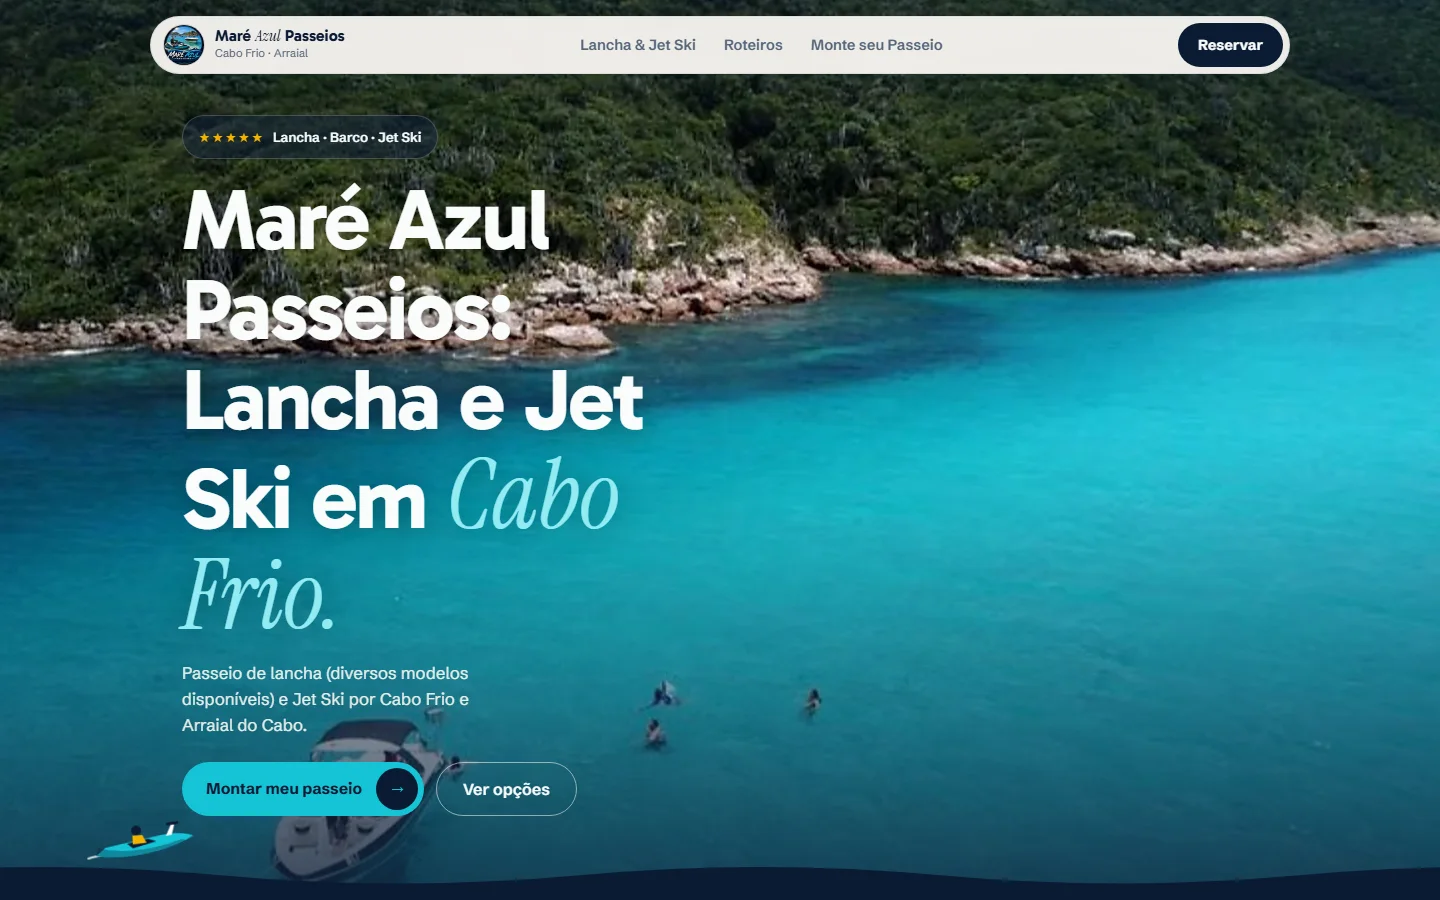 Maré Azul Passeios
Cabo Frio · Arraial
Lancha & Jet Ski
Roteiros
Monte seu Passeio
Reservar
★★★★★ Lancha · Barco · Jet Ski
Maré Azul
Passeios:
Lancha e Jet
Ski em Cabo
Frio.
Passeio de lancha (diversos modelos
disponíveis) e Jet Ski por Cabo Frio e
Arraial do Cabo.
Montar meu passeio →
Ver opções